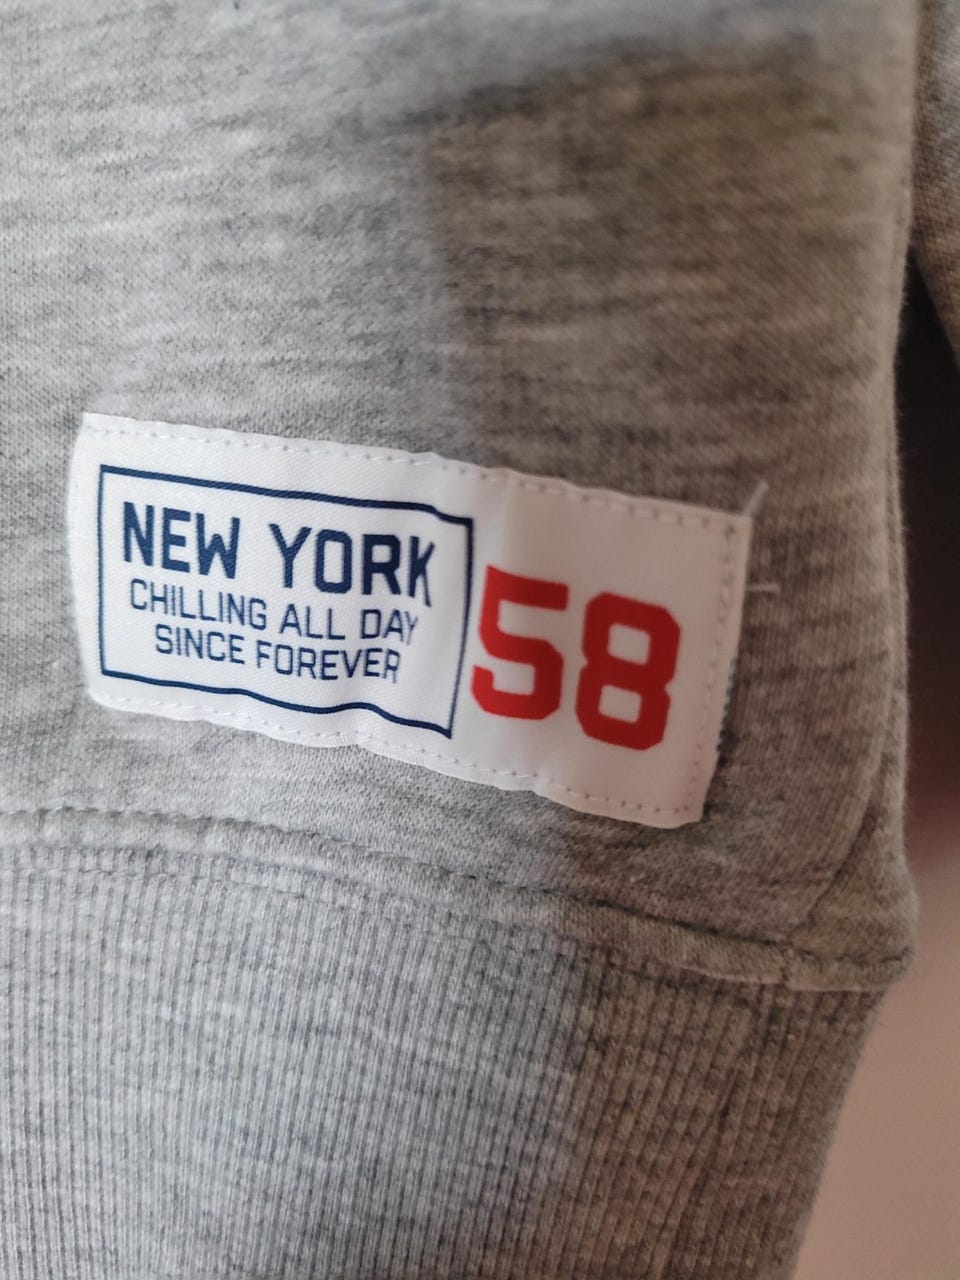 NEW YORK
CHILLING ALL DAY
SINCE FOREVER
58